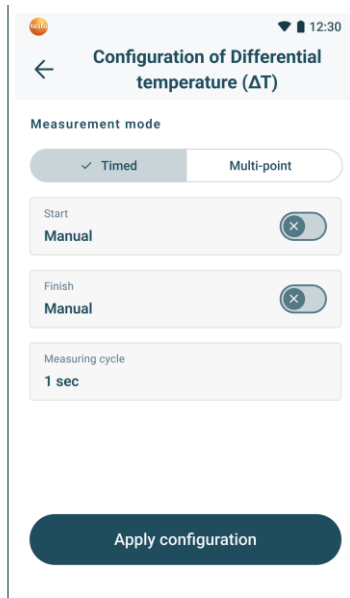 testo
12:30
Configuration of Differential
temperature (ΔT)
Measurement mode
Timed
Multi-point
Start
Manual
Finish
Manual
Measuring cycle
1 sec
Apply configuration